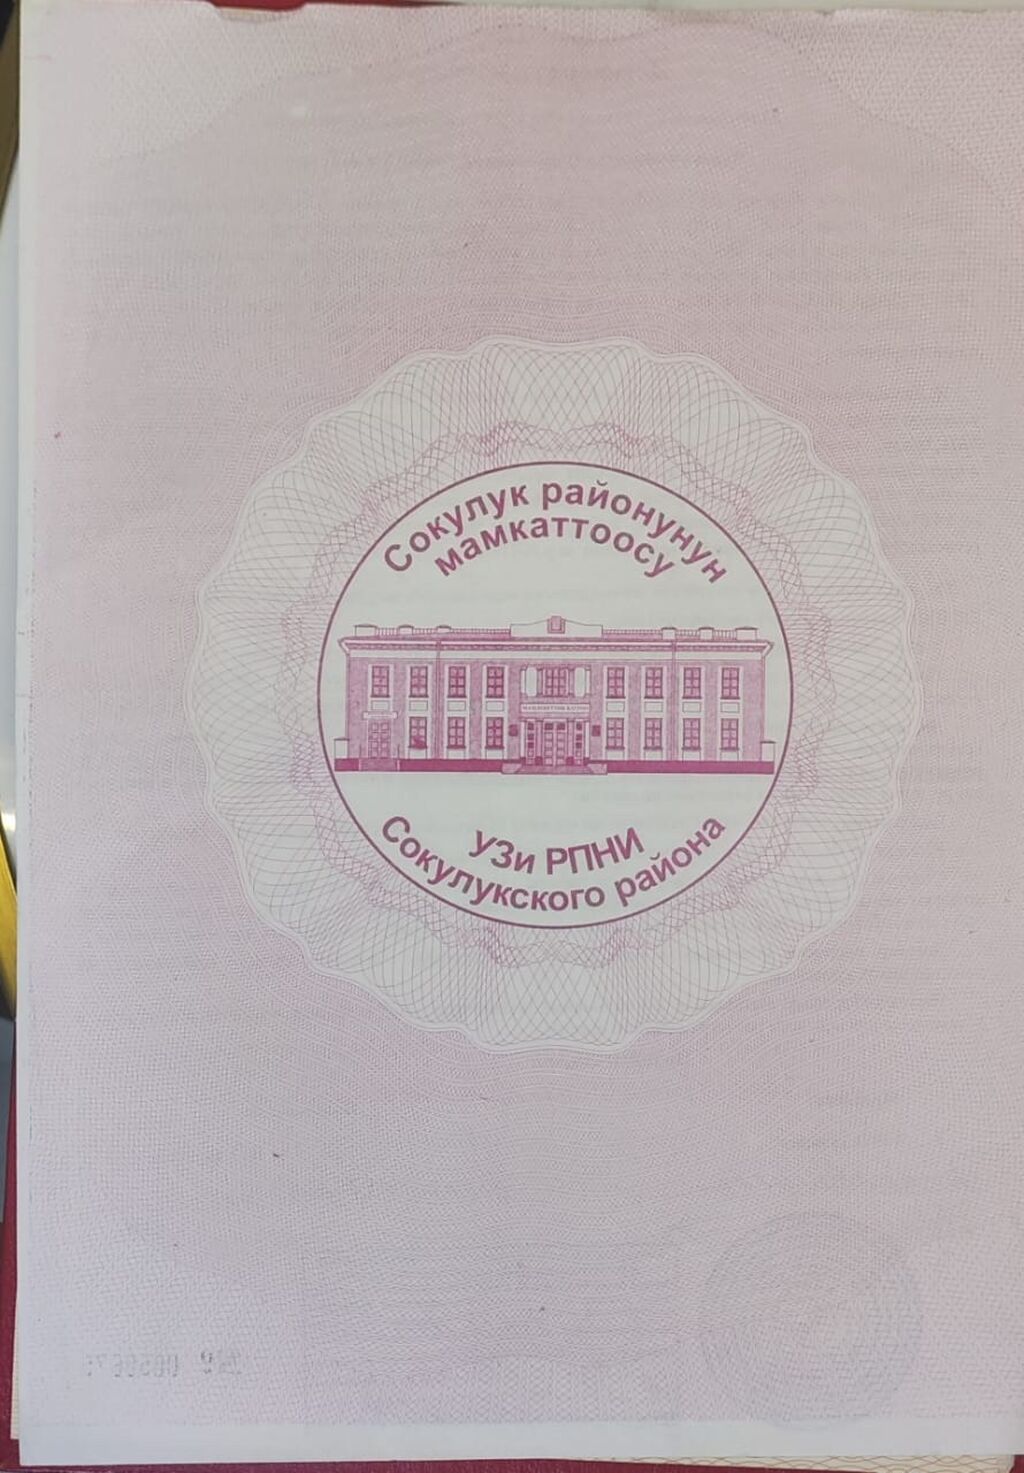 Сокулук районунун
мамкаттоосу
УЗи РПНИ
Сокулукского района